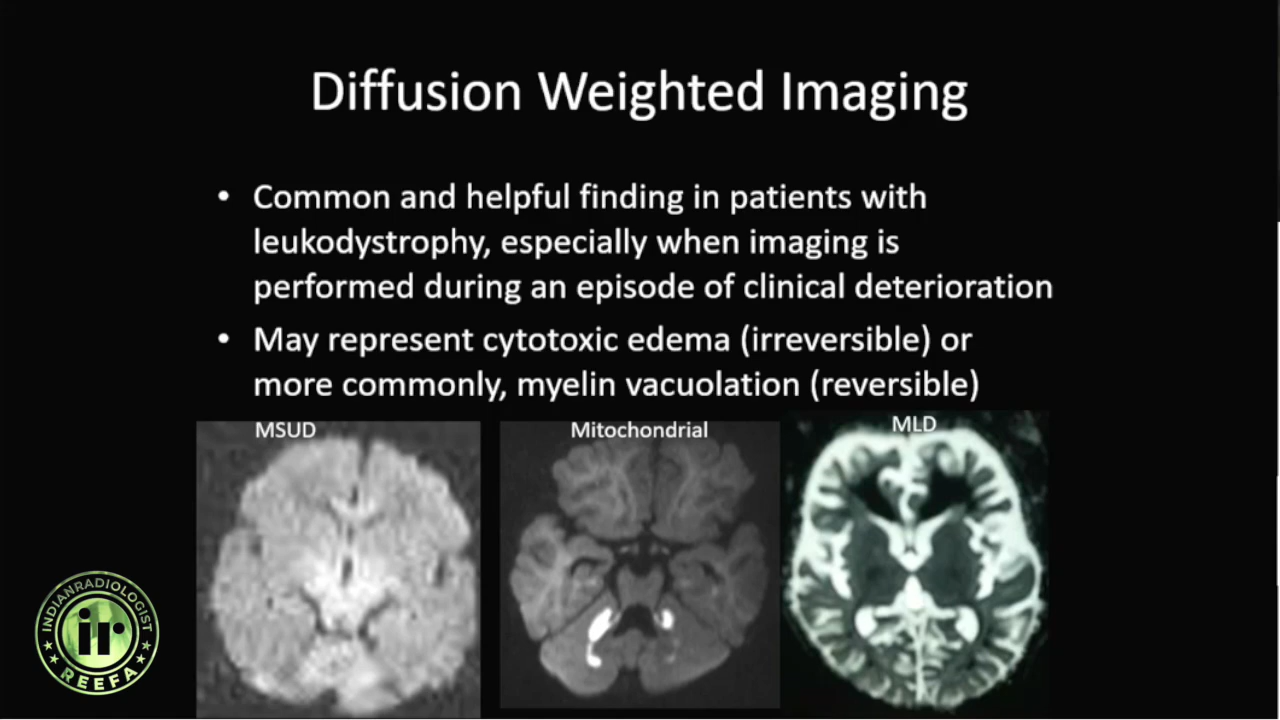 Diffusion Weighted Imaging
• Common and helpful finding in patients with
leukodystrophy, especially when imaging is
performed during an episode of clinical deterioration
• May represent cytotoxic edema (irreversible) or
more commonly, myelin vacuolation (reversible)
MSUD
Mitochondrial
MLD
INDIANRADIOLOGIST
ir
REEFA